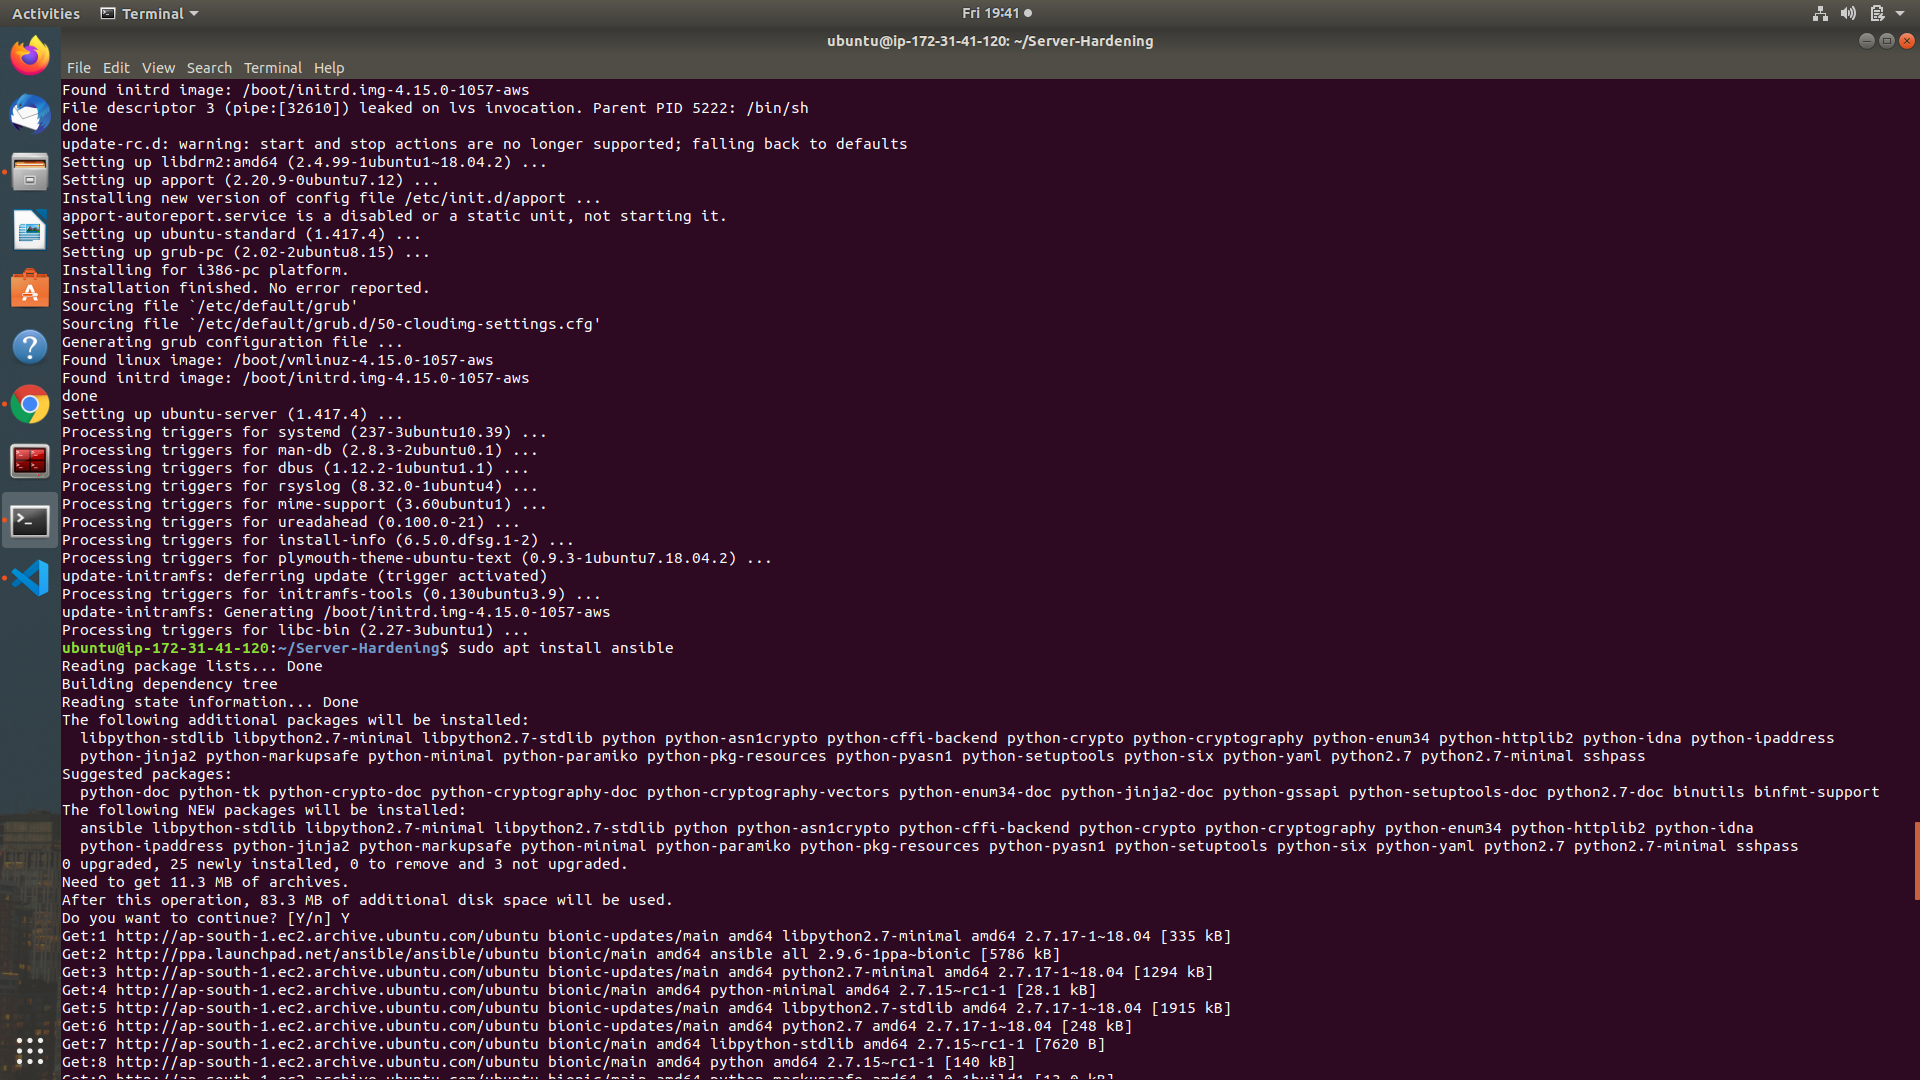 Activities Terminal Fri 19:41
ubuntu@ip-172-31-41-120: ~/Server-Hardening
File Edit View Search Terminal Help
Found initrd image: /boot/initrd.img-4.15.0-1057-aws
File descriptor 3 (pipe:[32610]) leaked on lvs invocation. Parent PID 5222: /bin/sh
done
update-rc.d: warning: start and stop actions are no longer supported; falling back to defaults
Setting up libdrm2:amd64 (2.4.99-1ubuntu1~18.04.2) ...
Setting up apport (2.20.9-0ubuntu7.12) ...
Installing new version of config file /etc/init.d/apport ...
apport-autoreport.service is a disabled or a static unit, not starting it.
Setting up ubuntu-standard (1.417.4) ...
Setting up grub-pc (2.02-2ubuntu8.15) ...
Installing for i386-pc platform.
Installation finished. No error reported.
Sourcing file `/etc/default/grub'
Sourcing file `/etc/default/grub.d/50-cloudimg-settings.cfg'
Generating grub configuration file ...
Found linux image: /boot/vmlinuz-4.15.0-1057-aws
Found initrd image: /boot/initrd.img-4.15.0-1057-aws
done
Setting up ubuntu-server (1.417.4) ...
Processing triggers for systemd (237-3ubuntu10.39) ...
Processing triggers for man-db (2.8.3-2ubuntu0.1) ...
Processing triggers for dbus (1.12.2-1ubuntu1.1) ...
Processing triggers for rsyslog (8.32.0-1ubuntu4) ...
Processing triggers for mime-support (3.60ubuntu1) ...
Processing triggers for ureadahead (0.100.0-21) ...
Processing triggers for install-info (6.5.0.dfsg.1-2) ...
Processing triggers for plymouth-theme-ubuntu-text (0.9.3-1ubuntu7.18.04.2) ...
update-initramfs: deferring update (trigger activated)
Processing triggers for initramfs-tools (0.130ubuntu3.9) ...
update-initramfs: Generating /boot/initrd.img-4.15.0-1057-aws
Processing triggers for libc-bin (2.27-3ubuntu1) ...
ubuntu@ip-172-31-41-120:~/Server-Hardening$ sudo apt install ansible
Reading package lists... Done
Building dependency tree
Reading state information... Done
The following additional packages will be installed:
libpython-stdlib libpython2.7-minimal libpython2.7-stdlib python python-asn1crypto python-cffi-backend python-crypto python-cryptography python-enum34 python-httplib2 python-idna python-ipaddress
python-jinja2 python-markupsafe python-minimal python-paramiko python-pkg-resources python-pyasn1 python-setuptools python-six python-yaml python2.7 python2.7-minimal sshpass
Suggested packages:
python-doc python-tk python-crypto-doc python-cryptography-doc python-cryptography-vectors python-enum34-doc python-jinja2-doc python-gssapi python-setuptools-doc python2.7-doc binutils binfmt-support
The following NEW packages will be installed:
ansible libpython-stdlib libpython2.7-minimal libpython2.7-stdlib python python-asn1crypto python-cffi-backend python-crypto python-cryptography python-enum34 python-httplib2 python-idna
python-ipaddress python-jinja2 python-markupsafe python-minimal python-paramiko python-pkg-resources python-pyasn1 python-setuptools python-six python-yaml python2.7 python2.7-minimal sshpass
0 upgraded, 25 newly installed, 0 to remove and 3 not upgraded.
Need to get 11.3 MB of archives.
After this operation, 83.3 MB of additional disk space will be used.
Do you want to continue? [Y/n] Y
Get:1 http://ap-south-1.ec2.archive.ubuntu.com/ubuntu bionic-updates/main amd64 libpython2.7-minimal amd64 2.7.17-1~18.04 [335 kB]
Get:2 http://ppa.launchpad.net/ansible/ansible/ubuntu bionic/main amd64 ansible all 2.9.6-1ppa~bionic [5786 kB]
Get:3 http://ap-south-1.ec2.archive.ubuntu.com/ubuntu bionic-updates/main amd64 python2.7-minimal amd64 2.7.17-1~18.04 [1294 kB]
Get:4 http://ap-south-1.ec2.archive.ubuntu.com/ubuntu bionic/main amd64 python-minimal amd64 2.7.15~rc1-1 [28.1 kB]
Get:5 http://ap-south-1.ec2.archive.ubuntu.com/ubuntu bionic-updates/main amd64 libpython2.7-stdlib amd64 2.7.17-1~18.04 [1915 kB]
Get:6 http://ap-south-1.ec2.archive.ubuntu.com/ubuntu bionic-updates/main amd64 python2.7 amd64 2.7.17-1~18.04 [248 kB]
Get:7 http://ap-south-1.ec2.archive.ubuntu.com/ubuntu bionic/main amd64 libpython-stdlib amd64 2.7.15~rc1-1 [7620 B]
Get:8 http://ap-south-1.ec2.archive.ubuntu.com/ubuntu bionic/main amd64 python amd64 2.7.15~rc1-1 [140 kB]
Get:9 http://ap-south-1.ec2.archive.ubuntu.com/ubuntu bionic/main amd64 python-markupsafe amd64 1.0-1build1 [13.0 kB]